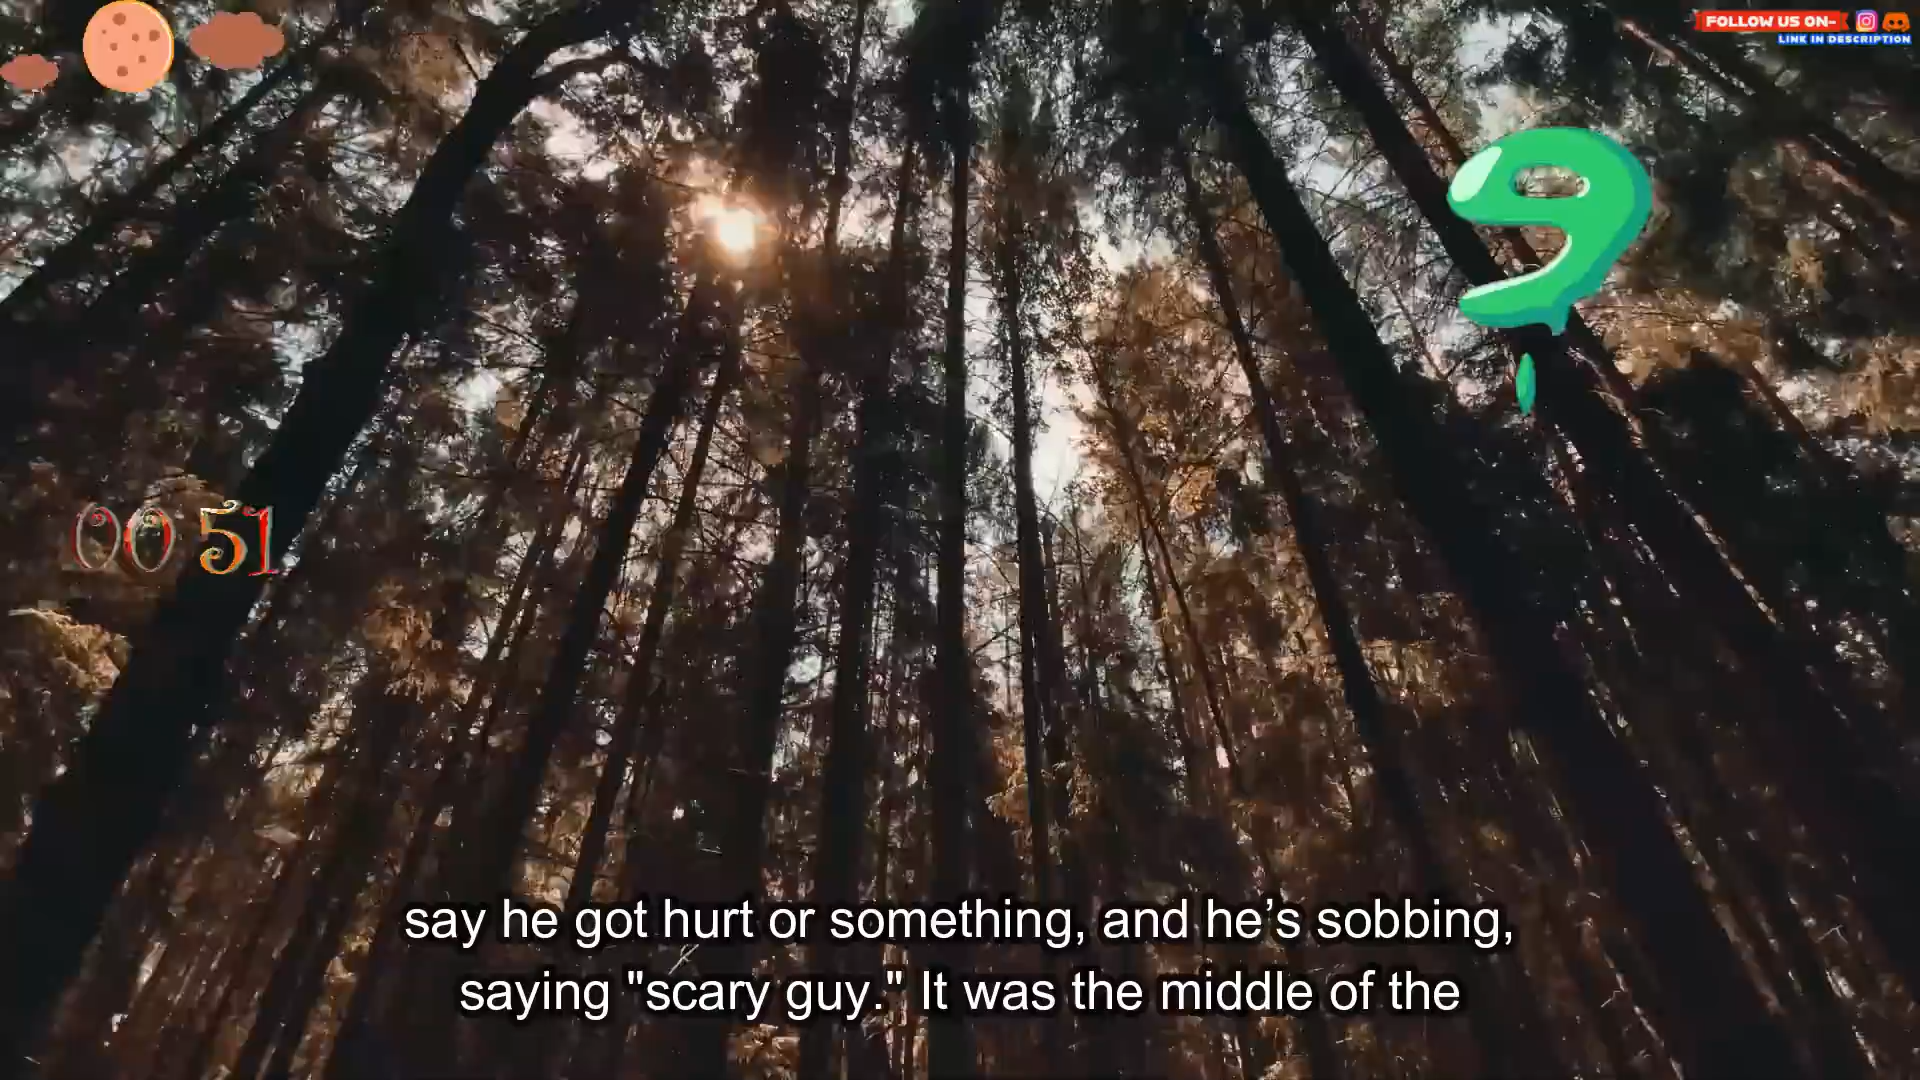 FOLLOW US ON-
LINK IN DESCRIPTION
9
00 51
say he got hurt or something, and he’s sobbing,
saying "scary guy." It was the middle of the